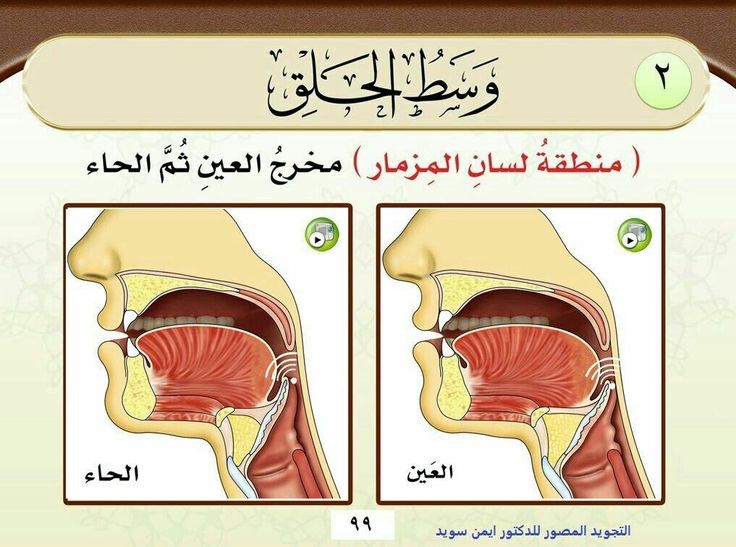 ٢
وَسَطُ الحَلقِ
( منطقةُ لسانِ المِزمار ) مخرجُ العينِ ثُمَّ الحاء
العَين
الحاء
٩٩
التجويد المصور للدكتور ايمن سويد